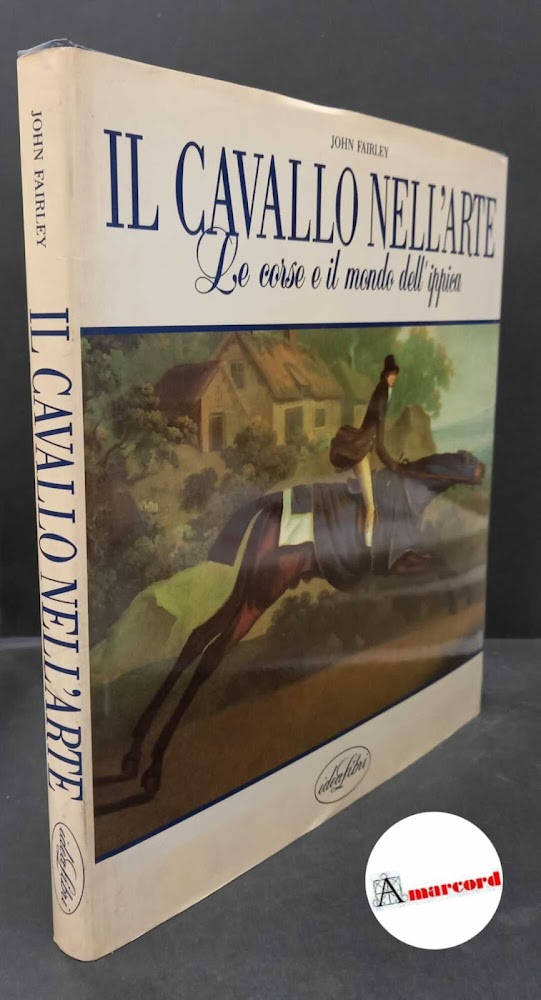 JOHN FAIRLEY
IL CAVALLO NELL'ARTE
Le corse e il mondo dell'ippica
idealibri
JOHN FAIRLEY
IL CAVALLO NELL'ARTE
idealibri
Amarcord